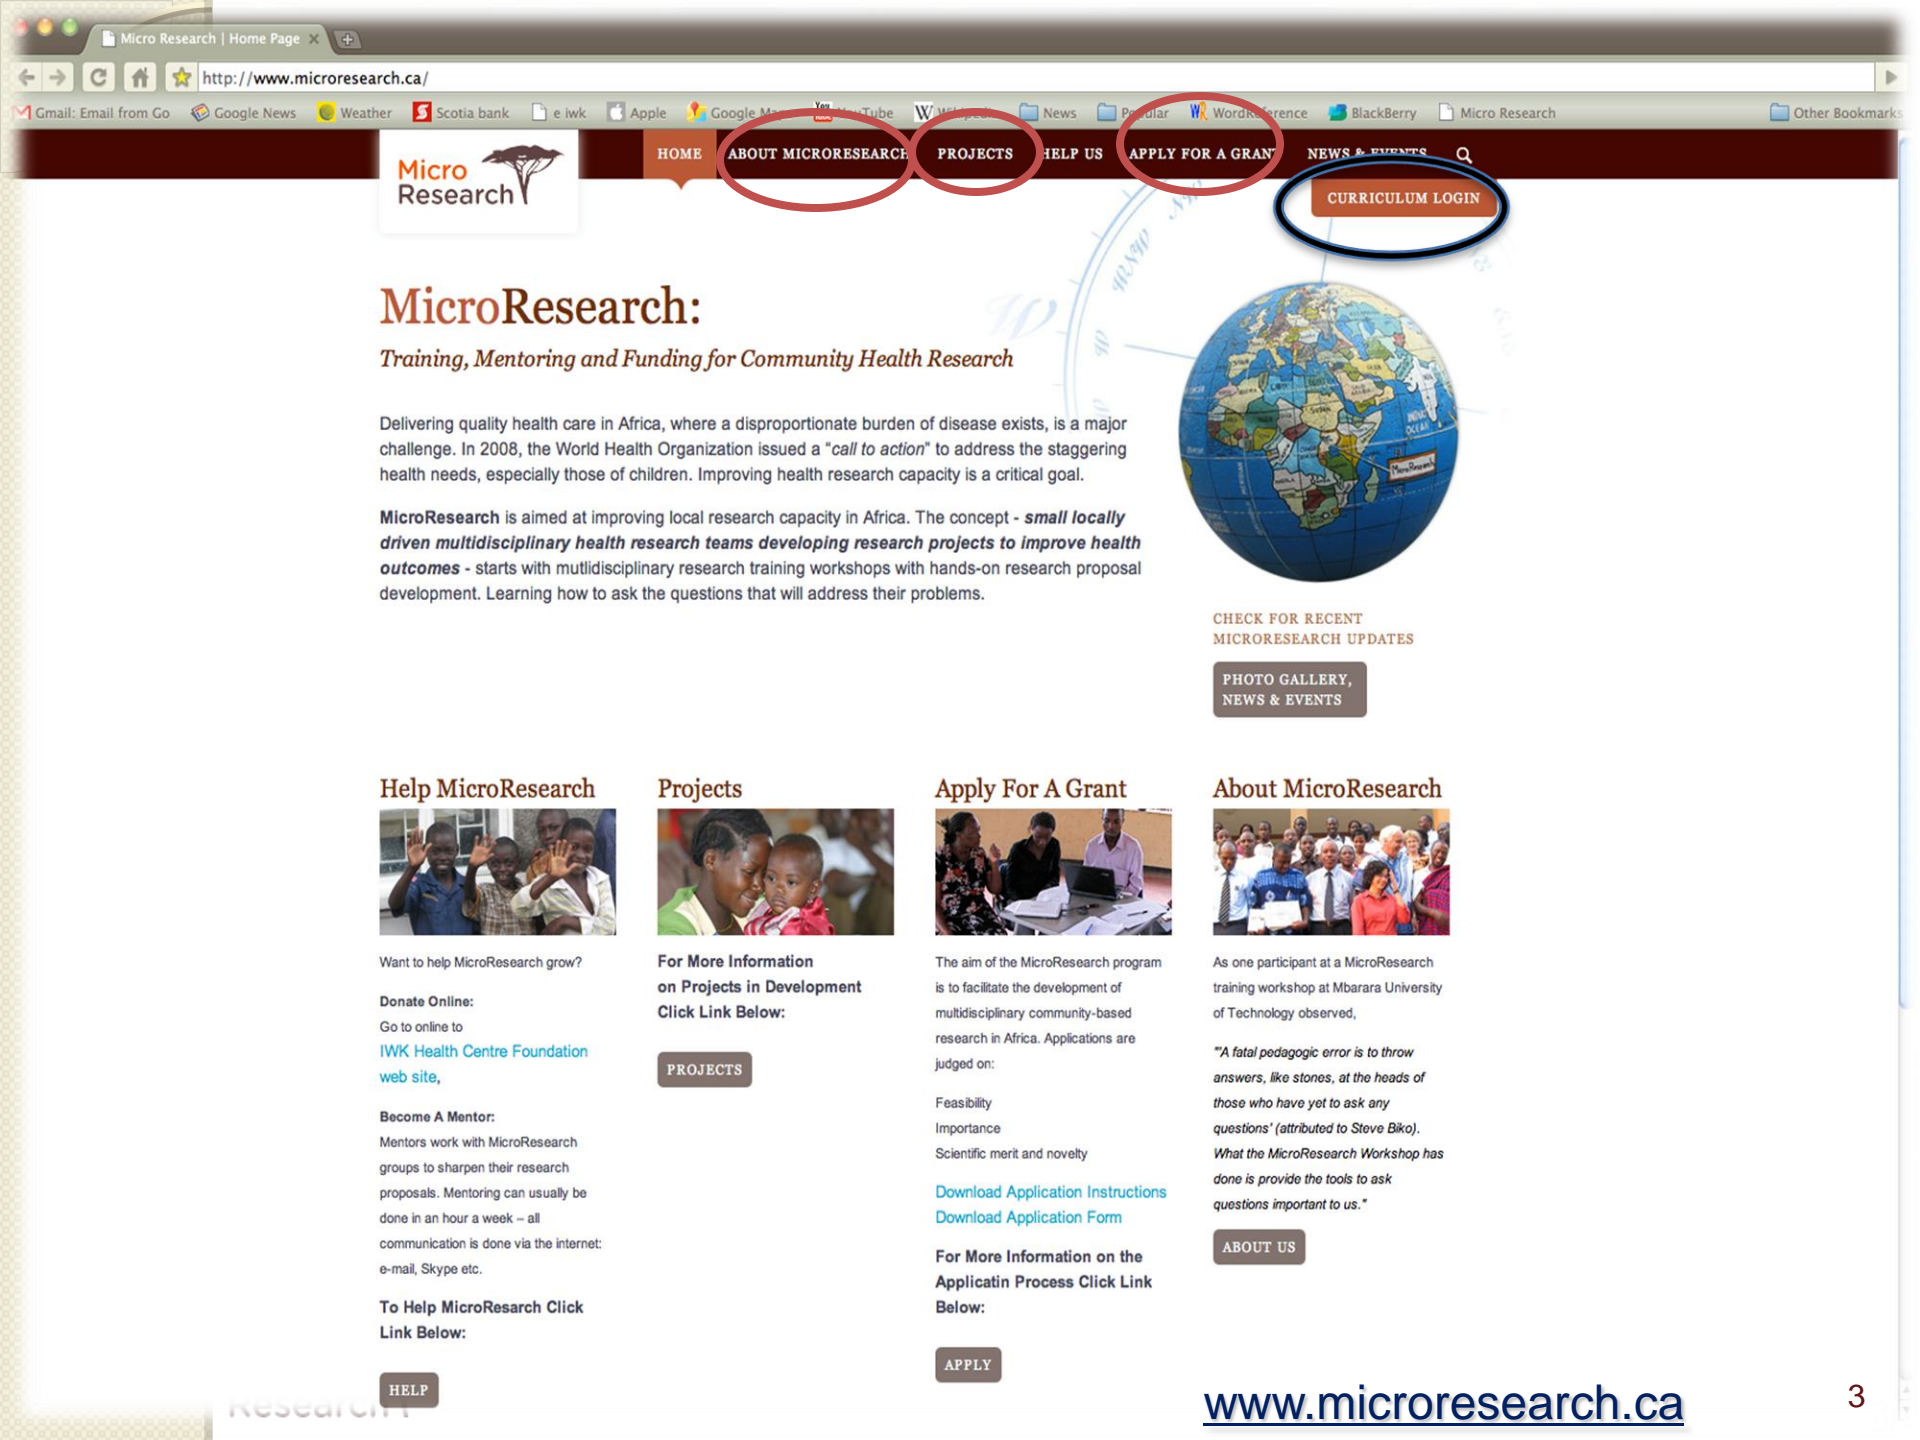 Micro Research | Home Page
http://www.microresearch.ca/
Gmail: Email from Go Google News Weather Scotia bank e iwk Apple Google Maps YouTube Wikipedia News Popular WordReference BlackBerry Micro Research Other Bookmarks
HOME ABOUT MICRORESEARCH PROJECTS HELP US APPLY FOR A GRANT NEWS & EVENTS
Micro
Research
CURRICULUM LOGIN
MicroResearch:
Training, Mentoring and Funding for Community Health Research
Delivering quality health care in Africa, where a disproportionate burden of disease exists, is a major
challenge. In 2008, the World Health Organization issued a "call to action" to address the staggering
health needs, especially those of children. Improving health research capacity is a critical goal.
MicroResearch is aimed at improving local research capacity in Africa. The concept - small locally
driven multidisciplinary health research teams developing research projects to improve health
outcomes - starts with mutlidisciplinary research training workshops with hands-on research proposal
development. Learning how to ask the questions that will address their problems.
MicroResearch
CHECK FOR RECENT
MICRORESEARCH UPDATES
PHOTO GALLERY,
NEWS & EVENTS
Help MicroResearch
Want to help MicroResearch grow?
Donate Online:
Go to online to
IWK Health Centre Foundation
web site,
Become A Mentor:
Mentors work with MicroResearch
groups to sharpen their research
proposals. Mentoring can usually be
done in an hour a week – all
communication is done via the internet:
e-mail, Skype etc.
To Help MicroResarch Click
Link Below:
HELP
Projects
For More Information
on Projects in Development
Click Link Below:
PROJECTS
Apply For A Grant
The aim of the MicroResearch program
is to facilitate the development of
multidisciplinary community-based
research in Africa. Applications are
judged on:
Feasibility
Importance
Scientific merit and novelty
Download Application Instructions
Download Application Form
For More Information on the
Applicatin Process Click Link
Below:
APPLY
About MicroResearch
As one participant at a MicroResearch
training workshop at Mbarara University
of Technology observed,
"'A fatal pedagogic error is to throw
answers, like stones, at the heads of
those who have yet to ask any
questions' (attributed to Steve Biko).
What the MicroResearch Workshop has
done is provide the tools to ask
questions important to us."
ABOUT US
Research
www.microresearch.ca
3